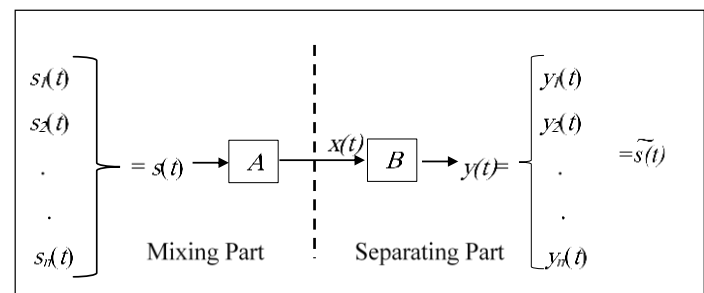 s1(t)
s2(t)
.
.
sn(t)
= s(t)
A
x(t)
B
y(t)=
y1(t)
y2(t)
.
.
yn(t)
=s̃(t)
Mixing Part
Separating Part